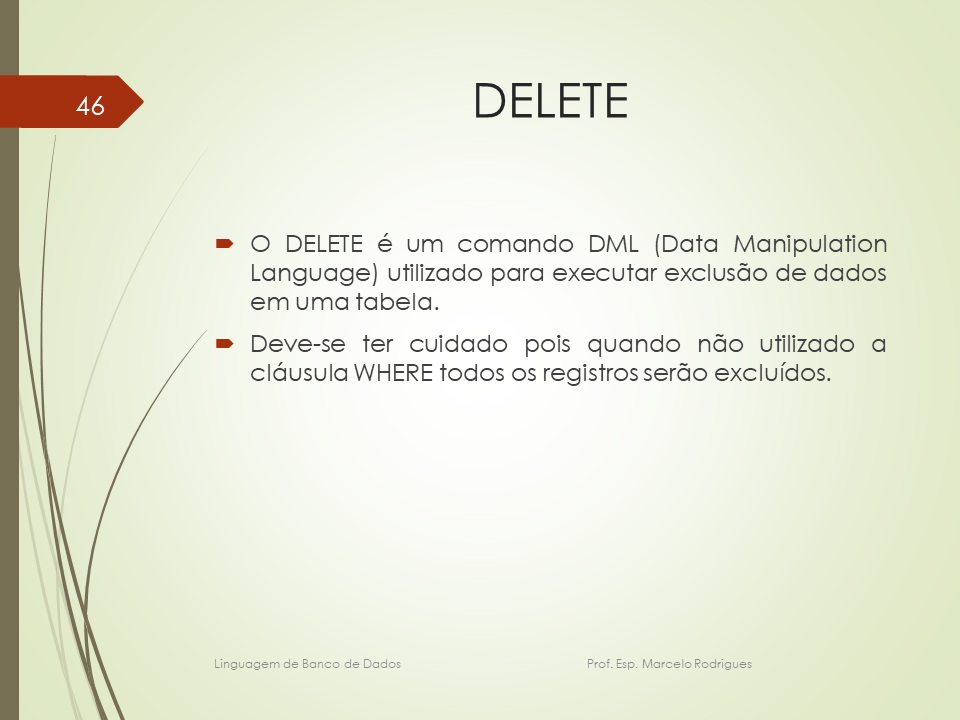 46
DELETE
O DELETE é um comando DML (Data Manipulation
Language) utilizado para executar exclusão de dados
em uma tabela.
Deve-se ter cuidado pois quando não utilizado a
cláusula WHERE todos os registros serão excluídos.
Linguagem de Banco de Dados Prof. Esp. Marcelo Rodrigues